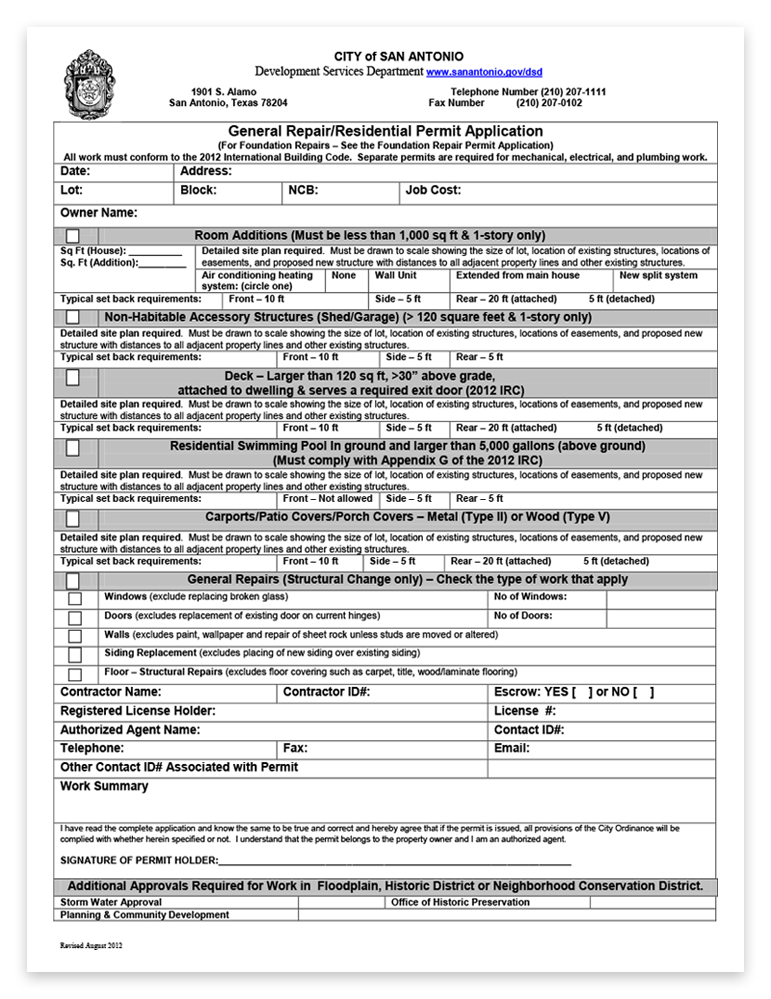 CITY of SAN ANTONIO
Development Services Department www.sanantonio.gov/dsd
1901 S. Alamo Telephone Number (210) 207-1111
San Antonio, Texas 78204 Fax Number (210) 207-0102
General Repair/Residential Permit Application
(For Foundation Repairs – See the Foundation Repair Permit Application)
All work must conform to the 2012 International Building Code. Separate permits are required for mechanical, electrical, and plumbing work.
Date: Address:
Lot: Block: NCB: Job Cost:
Owner Name:
Room Additions (Must be less than 1,000 sq ft & 1-story only)
Sq Ft (House): __________ Detailed site plan required. Must be drawn to scale showing the size of lot, location of existing structures, locations of
Sq. Ft (Addition):_________ easements, and proposed new structure with distances to all adjacent property lines and other existing structures.
Air conditioning heating None Wall Unit Extended from main house New split system
system: (circle one)
Typical set back requirements: Front – 10 ft Side – 5 ft Rear – 20 ft (attached) 5 ft (detached)
Non-Habitable Accessory Structures (Shed/Garage) (> 120 square feet & 1-story only)
Detailed site plan required. Must be drawn to scale showing the size of lot, location of existing structures, locations of easements, and proposed new
structure with distances to all adjacent property lines and other existing structures.
Typical set back requirements: Front – 10 ft Side – 5 ft Rear – 5 ft
Deck – Larger than 120 sq ft, >30” above grade,
attached to dwelling & serves a required exit door (2012 IRC)
Detailed site plan required. Must be drawn to scale showing the size of lot, location of existing structures, locations of easements, and proposed new
structure with distances to all adjacent property lines and other existing structures.
Typical set back requirements: Front – 10 ft Side – 5 ft Rear – 20 ft (attached) 5 ft (detached)
Residential Swimming Pool In ground and larger than 5,000 gallons (above ground)
(Must comply with Appendix G of the 2012 IRC)
Detailed site plan required. Must be drawn to scale showing the size of lot, location of existing structures, locations of easements, and proposed new
structure with distances to all adjacent property lines and other existing structures.
Typical set back requirements: Front – Not allowed Side – 5 ft Rear – 5 ft
Carports/Patio Covers/Porch Covers – Metal (Type II) or Wood (Type V)
Detailed site plan required. Must be drawn to scale showing the size of lot, location of existing structures, locations of easements, and proposed new
structure with distances to all adjacent property lines and other existing structures.
Typical set back requirements: Front – 10 ft Side – 5 ft Rear – 20 ft (attached) 5 ft (detached)
General Repairs (Structural Change only) – Check the type of work that apply
Windows (exclude replacing broken glass) No of Windows:
Doors (excludes replacement of existing door on current hinges) No of Doors:
Walls (excludes paint, wallpaper and repair of sheet rock unless studs are moved or altered)
Siding Replacement (excludes placing of new siding over existing siding)
Floor – Structural Repairs (excludes floor covering such as carpet, title, wood/laminate flooring)
Contractor Name: Contractor ID#: Escrow: YES [ ] or NO [ ]
Registered License Holder: License #:
Authorized Agent Name: Contact ID#:
Telephone: Fax: Email:
Other Contact ID# Associated with Permit
Work Summary
I have read the complete application and know the same to be true and correct and hereby agree that if the permit is issued, all provisions of the City Ordinance will be
complied with whether herein specified or not. I understand that the permit belongs to the property owner and I am an authorized agent.
SIGNATURE OF PERMIT HOLDER:____________________________________________________________
Additional Approvals Required for Work in Floodplain, Historic District or Neighborhood Conservation District.
Storm Water Approval Office of Historic Preservation
Planning & Community Development
Revised August 2012